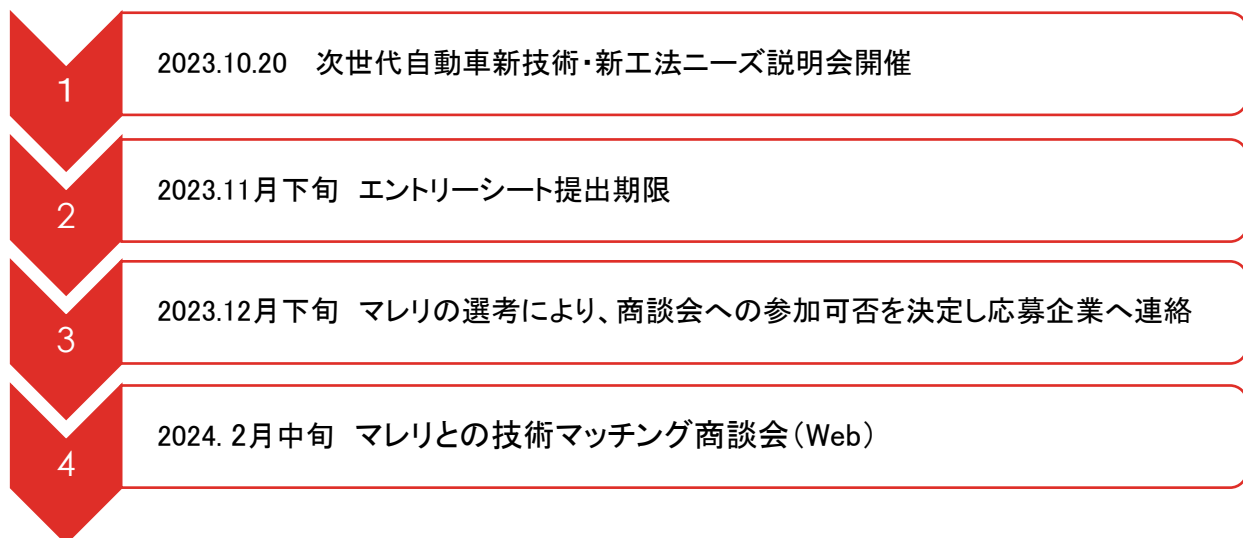 1
2023.10.20　次世代自動車新技術・新工法ニーズ説明会開催
2
2023.11月下旬　エントリーシート提出期限
3
2023.12月下旬　マレリの選考により、商談会への参加可否を決定し応募企業へ連絡
4
2024. 2月中旬　マレリとの技術マッチング商談会（Web）